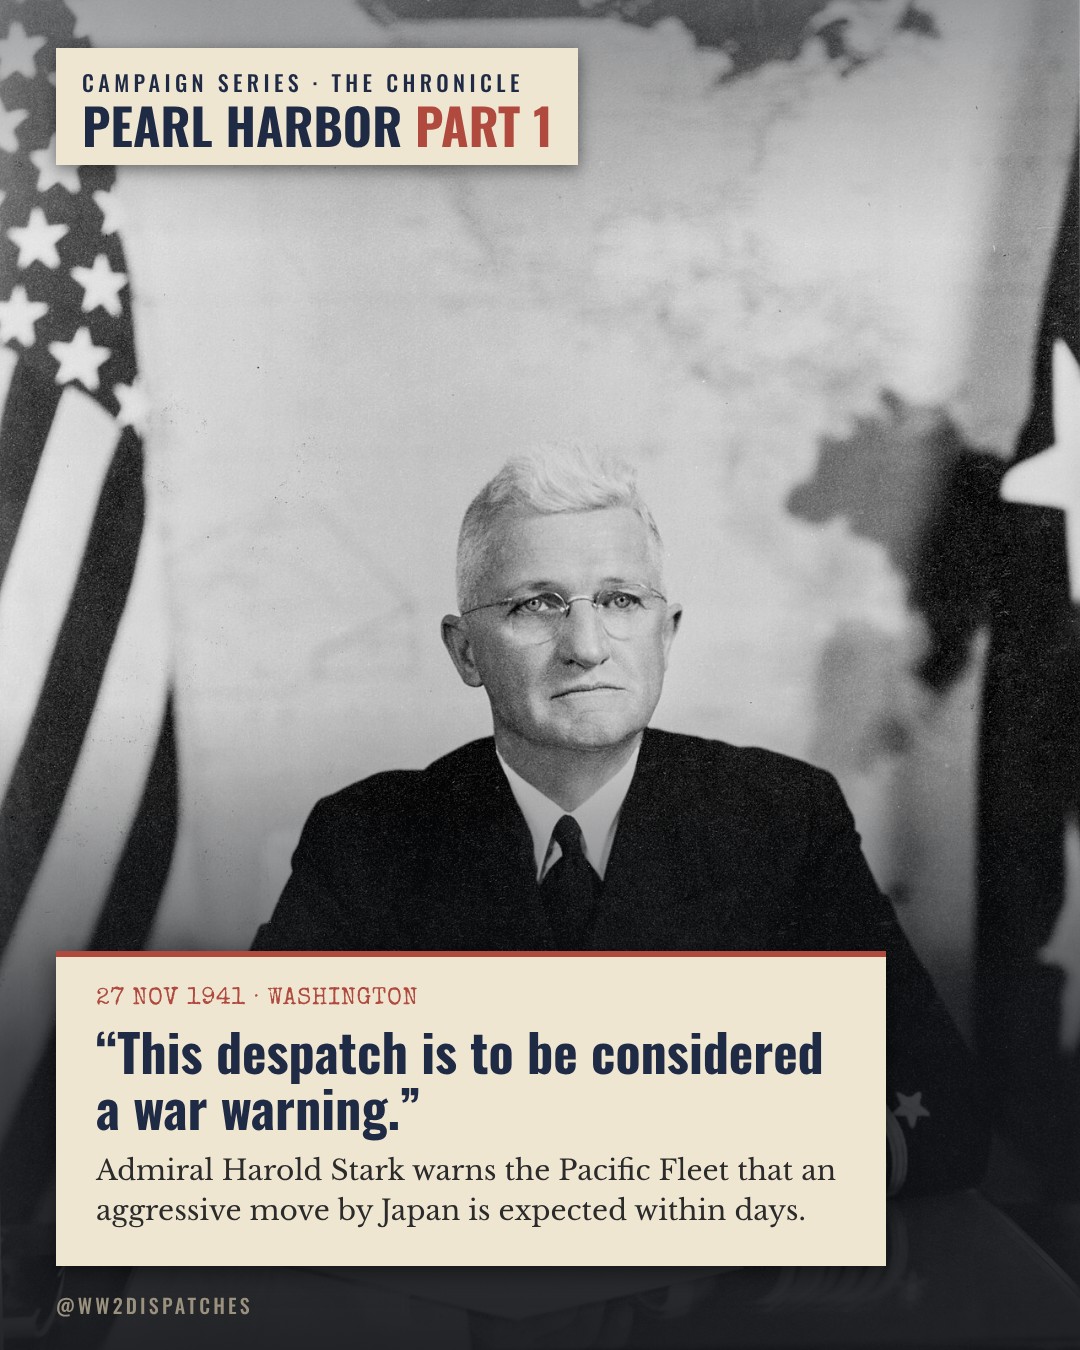 CAMPAIGN SERIES · THE CHRONICLE
PEARL HARBOR PART 1
27 NOV 1941 · WASHINGTON
“This despatch is to be considered
a war warning.”
Admiral Harold Stark warns the Pacific Fleet that an
aggressive move by Japan is expected within days.
@WW2DISPATCHES